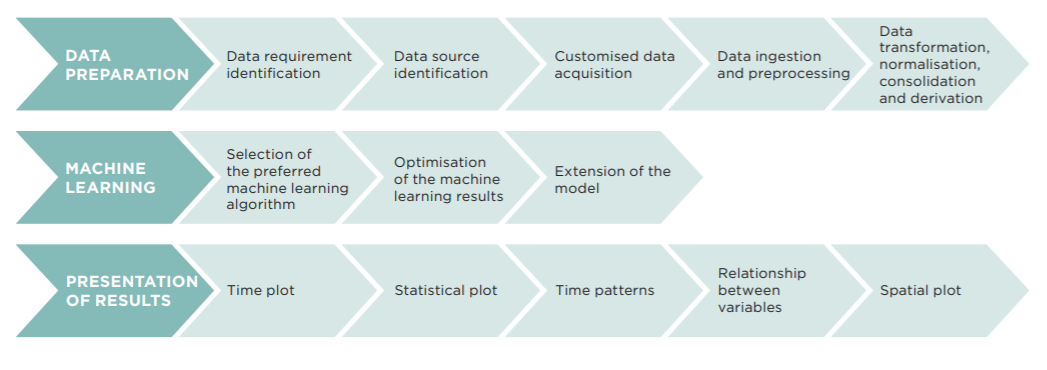 DATA
PREPARATION
Data requirement
identification
Data source
identification
Customised data
acquisition
Data ingestion
and preprocessing
Data
transformation,
normalisation,
consolidation
and derivation
MACHINE
LEARNING
Selection of
the preferred
machine learning
algorithm
Optimisation
of the machine
learning results
Extension of the
model
PRESENTATION
OF RESULTS
Time plot
Statistical plot
Time patterns
Relationship
between
variables
Spatial plot